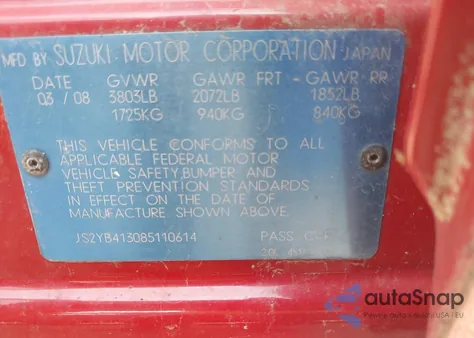 MFD BY SUZUKI MOTOR CORPORATION JAPAN
DATE GVWR GAWR FRT - GAWR RR
03 / 08 3803LB 2072LB 1852LB
1725KG 940KG 840KG
THIS VEHICLE CONFORMS TO ALL
APPLICABLE FEDERAL MOTOR
VEHICLE SAFETY,BUMPER AND
THEFT PREVENTION STANDARDS
IN EFFECT ON THE DATE OF
MANUFACTURE SHOWN ABOVE.
JS2YB413085110614 PASS
autoSnap